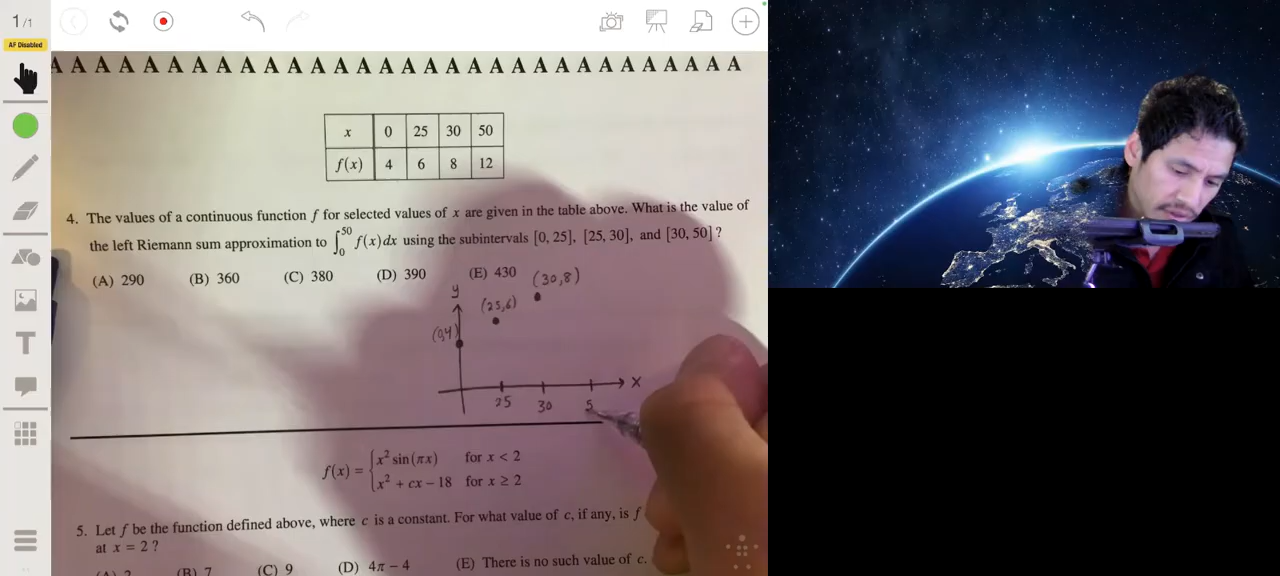 1/1
AF Disabled
A A A A A A A A A A A A A A A A A A A A A A A A A A A A A
x 0 25 30 50
f(x) 4 6 8 12
4. The values of a continuous function f for selected values of x are given in the table above. What is the value of
the left Riemann sum approximation to ∫₀⁵⁰ f(x)dx using the subintervals [0, 25], [25, 30], and [30, 50]?
(A) 290 (B) 360 (C) 380 (D) 390 (E) 430
(30,8)
y
(25,6)
(0,4)
x
25 30 5
f(x) = { x² sin(πx) for x < 2
x² + cx − 18 for x ≥ 2
5. Let f be the function defined above, where c is a constant. For what value of c, if any, is f
at x = 2?
(A) 2 (B) 7 (C) 9 (D) 4π − 4 (E) There is no such value of c.
T